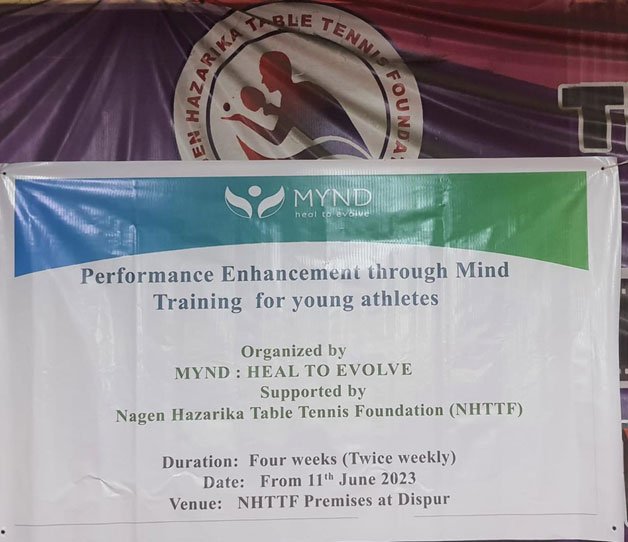 EN HAZARIKA TABLE TENNIS FOUNDA
T
MYND
heal to evolve
Performance Enhancement through Mind
Training for young athletes
Organized by
MYND : HEAL TO EVOLVE
Supported by
Nagen Hazarika Table Tennis Foundation (NHTTF)
Duration: Four weeks (Twice weekly)
Date: From 11th June 2023
Venue: NHTTF Premises at Dispur